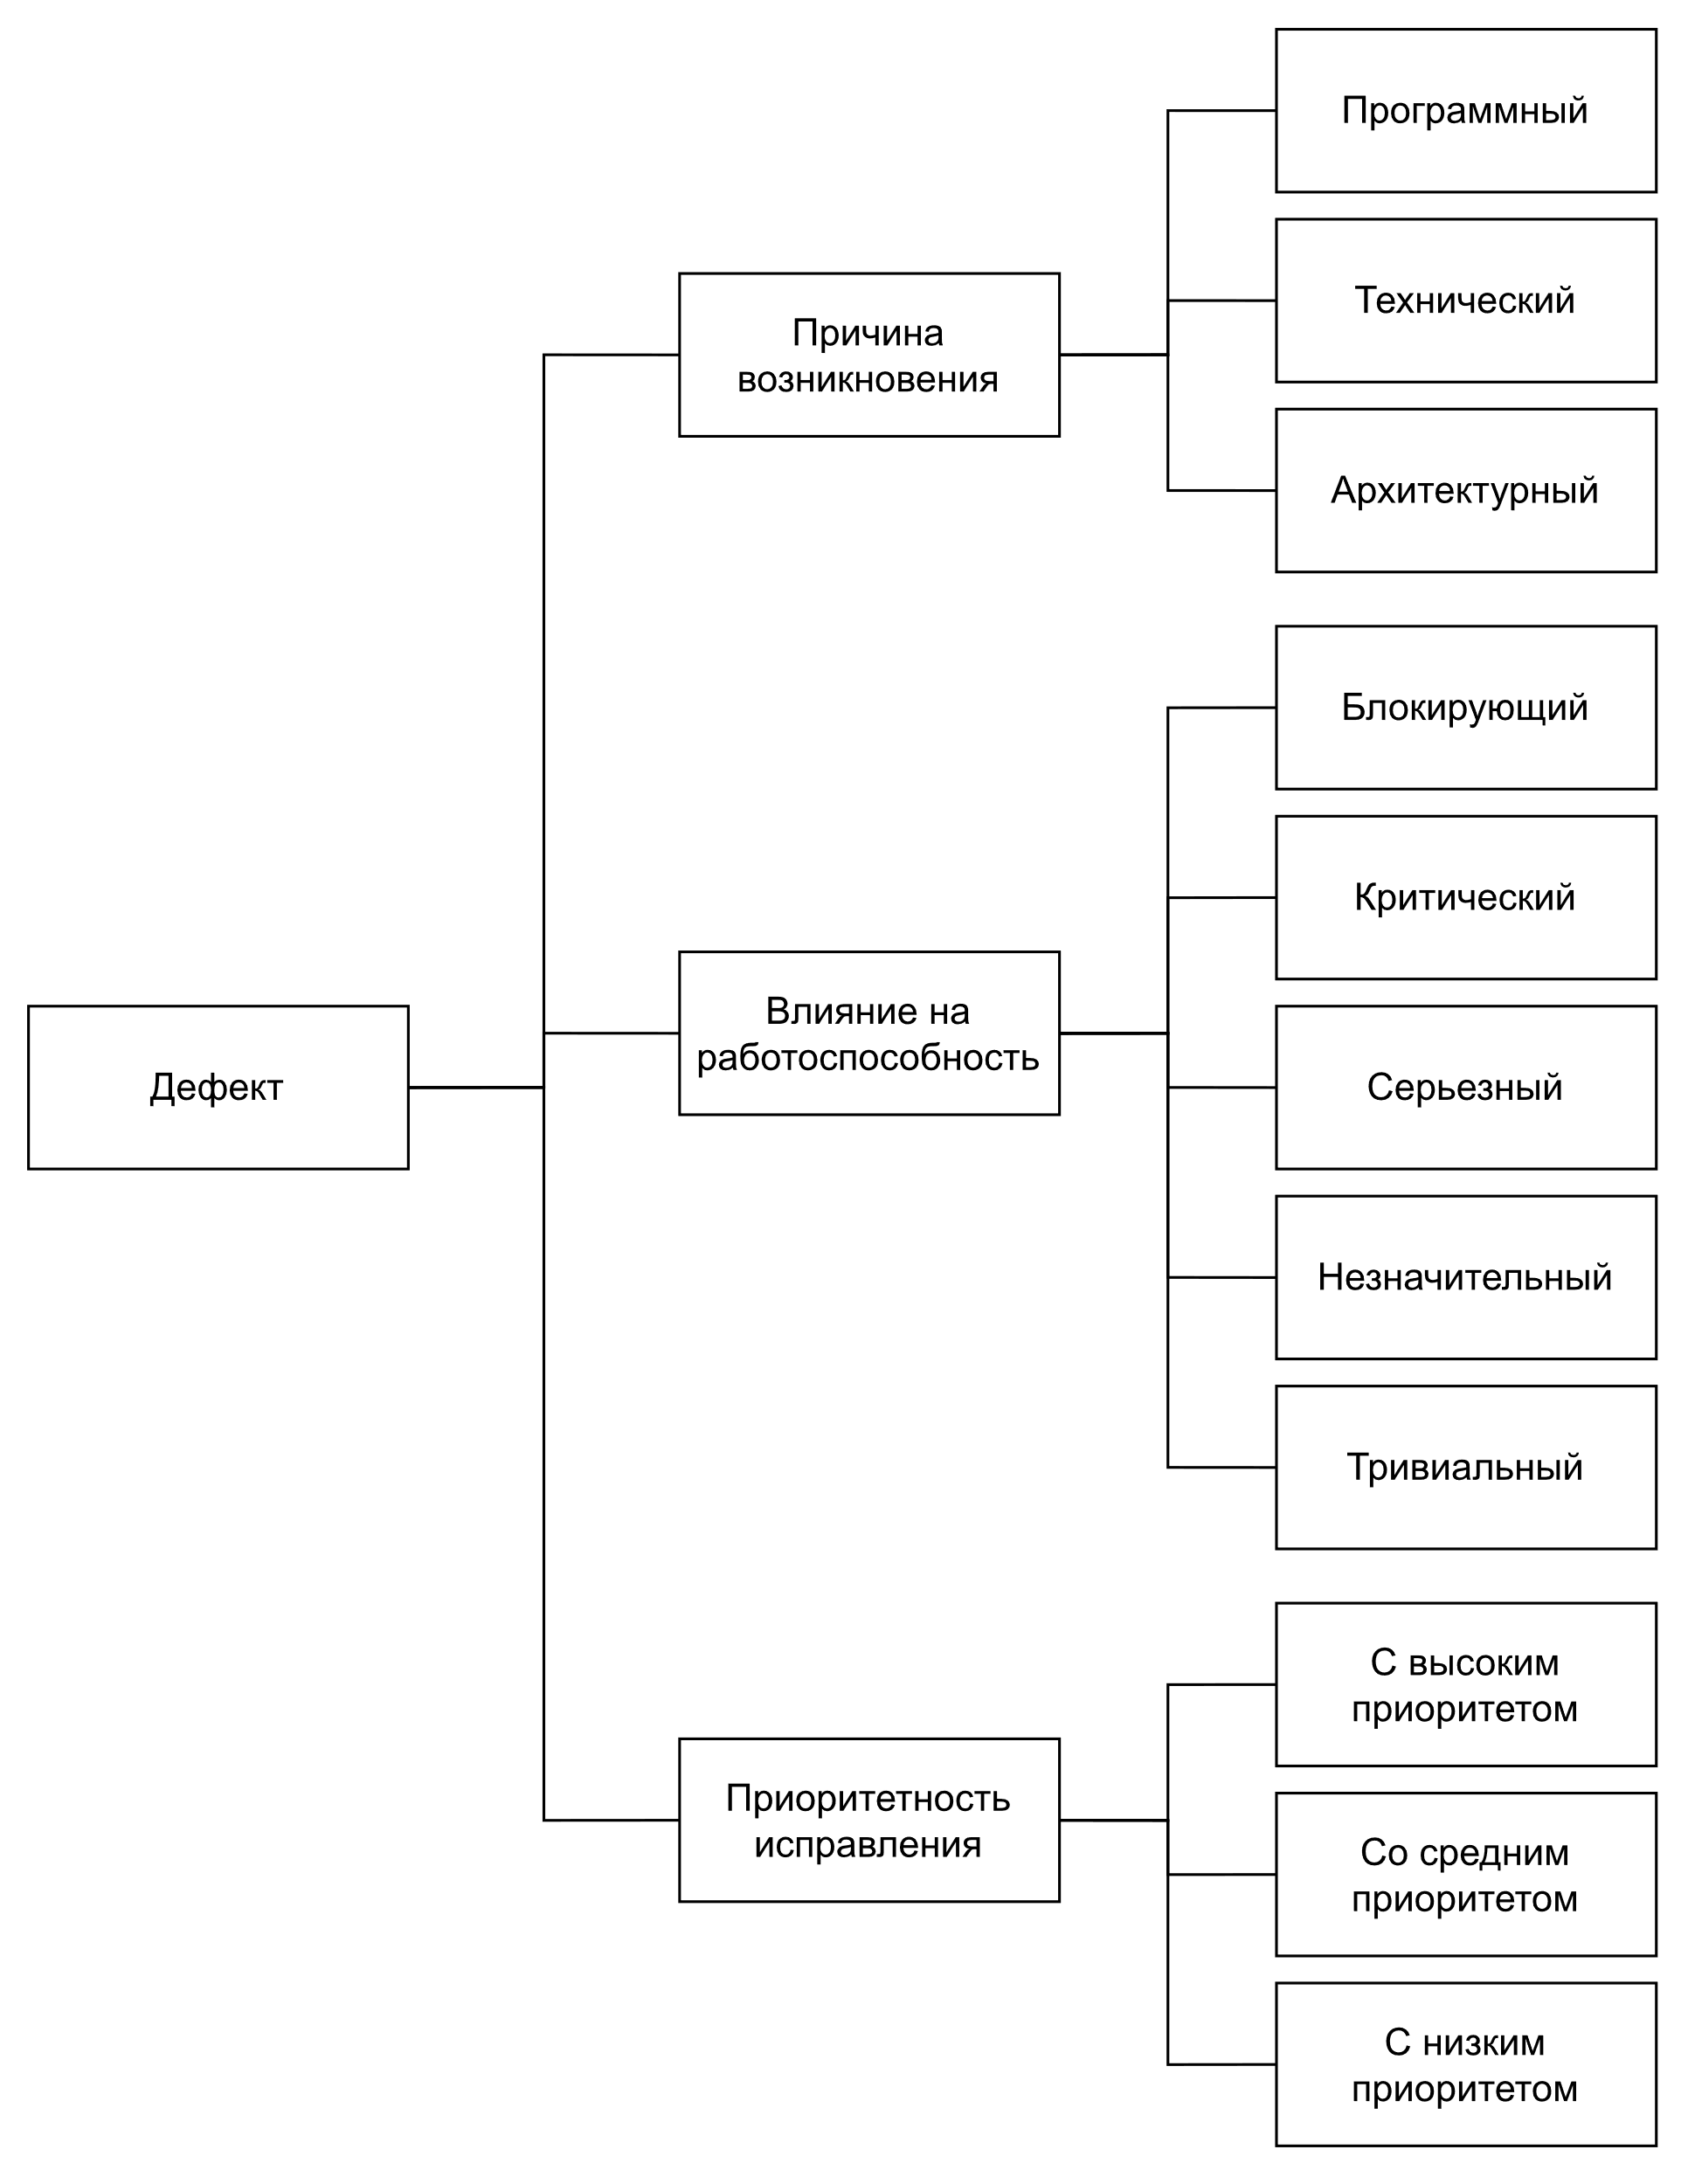 Дефект
Причина
возникновения
Программный
Технический
Архитектурный
Влияние на
работоспособность
Блокирующий
Критический
Серьезный
Незначительный
Тривиальный
Приоритетность
исправления
С высоким
приоритетом
Со средним
приоритетом
С низким
приоритетом